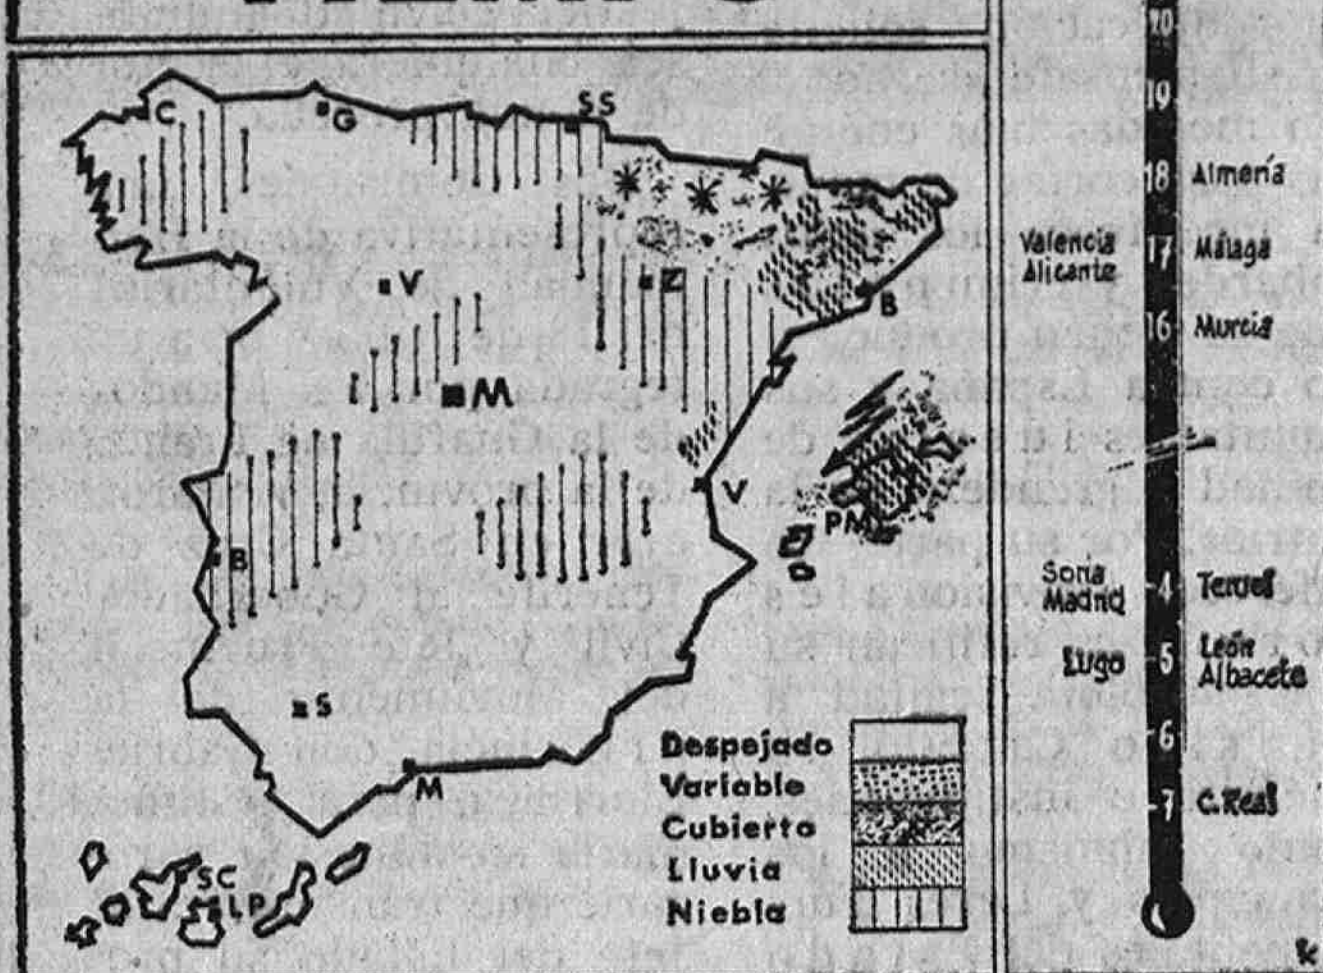 C
G
SS
V
Z
B
M
V
PM
B
S
M
SC
LP
Despejado
Variable
Cubierto
Lluvia
Niebla
20
19
18 Almería
Valencia
Alicante
17 Málaga
16 Murcia
Soria
Madrid
-4 Teruel
Lugo
-5 León
Albacete
-6
-7 C. Real